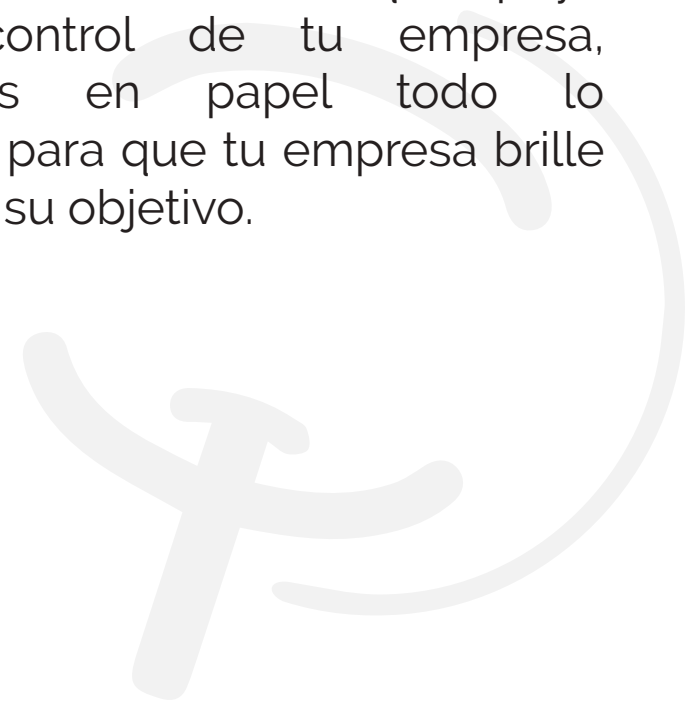 control de tu empresa,
en papel todo lo
para que tu empresa brille
su objetivo.